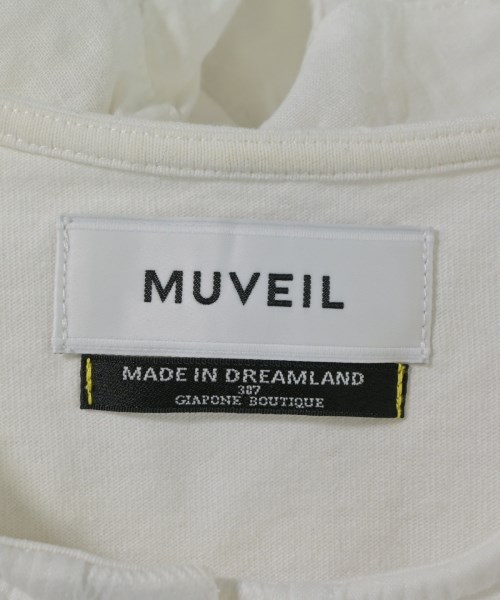 MUVEIL
MADE IN DREAMLAND
387
GIAPONE BOUTIQUE